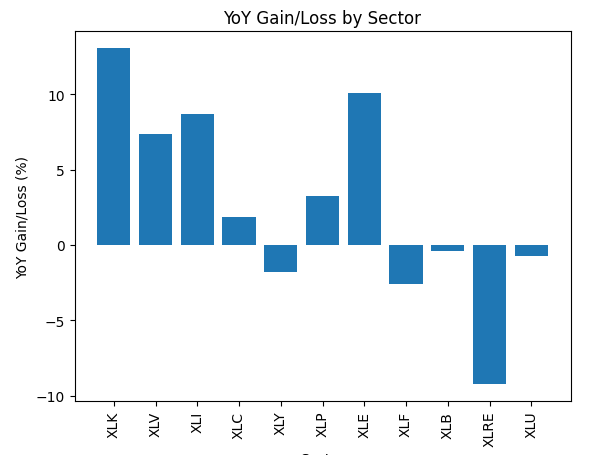 YoY Gain/Loss by Sector
YoY Gain/Loss (%)
10
5
0
−5
−10
XLK
XLV
XLI
XLC
XLY
XLP
XLE
XLF
XLB
XLRE
XLU